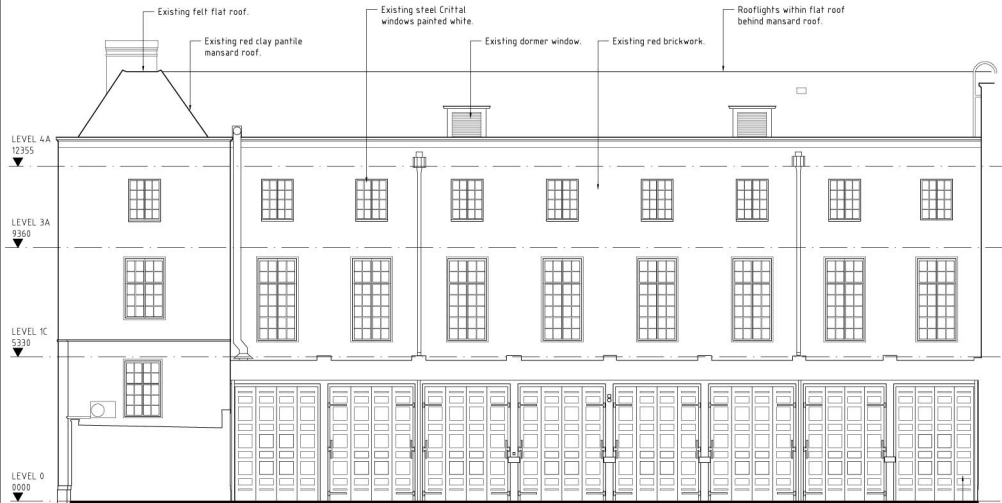 Existing felt flat roof.
Existing red clay pantile
mansard roof.
Existing steel Crittal
windows painted white.
Existing dormer window.
Existing red brickwork.
Rooflights within flat roof
behind mansard roof.
LEVEL 4A
12355
LEVEL 3A
9360
LEVEL 1C
5330
LEVEL 0
0000